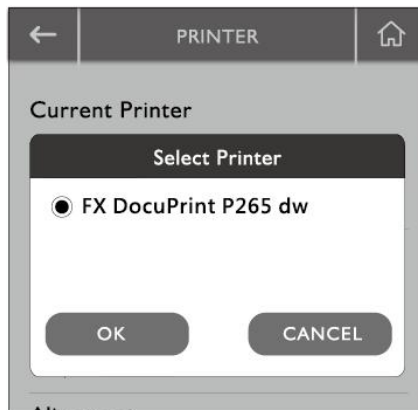 PRINTER
Current Printer
Select Printer
FX DocuPrint P265 dw
OK CANCEL